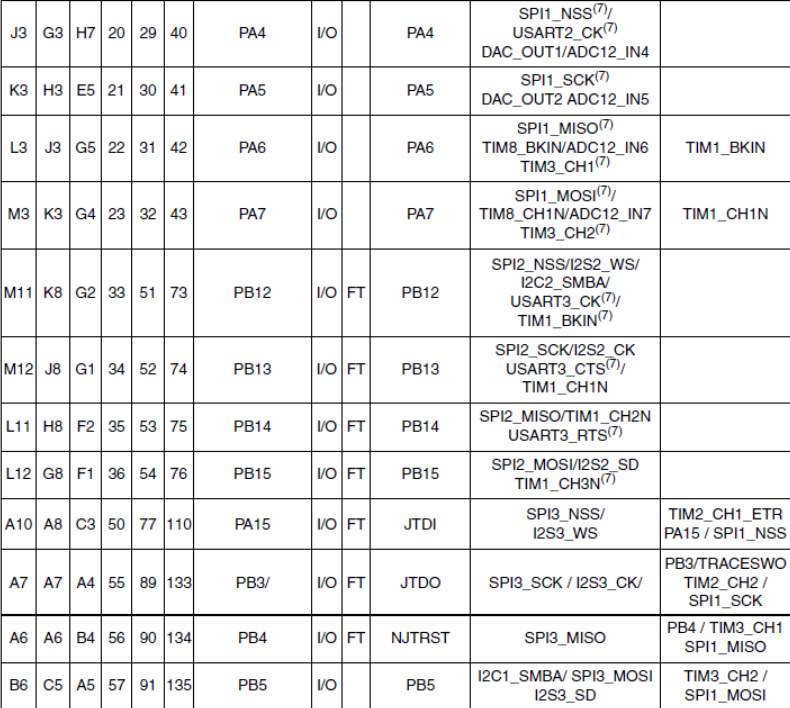 J3 G3 H7 20 29 40 PA4 I/O PA4 SPI1_NSS(7)/
USART2_CK(7)
DAC_OUT1/ADC12_IN4
K3 H3 E5 21 30 41 PA5 I/O PA5 SPI1_SCK(7)
DAC_OUT2 ADC12_IN5
L3 J3 G5 22 31 42 PA6 I/O PA6 SPI1_MISO(7)
TIM8_BKIN/ADC12_IN6
TIM3_CH1(7)
TIM1_BKIN
M3 K3 G4 23 32 43 PA7 I/O PA7 SPI1_MOSI(7)/
TIM8_CH1N/ADC12_IN7
TIM3_CH2(7)
TIM1_CH1N
M11 K8 G2 33 51 73 PB12 I/O FT PB12 SPI2_NSS/I2S2_WS/
I2C2_SMBA/
USART3_CK(7)/
TIM1_BKIN(7)
M12 J8 G1 34 52 74 PB13 I/O FT PB13 SPI2_SCK/I2S2_CK
USART3_CTS(7)/
TIM1_CH1N
L11 H8 F2 35 53 75 PB14 I/O FT PB14 SPI2_MISO/TIM1_CH2N
USART3_RTS(7)
L12 G8 F1 36 54 76 PB15 I/O FT PB15 SPI2_MOSI/I2S2_SD
TIM1_CH3N(7)
A10 A8 C3 50 77 110 PA15 I/O FT JTDI SPI3_NSS/
I2S3_WS
TIM2_CH1_ETR
PA15 / SPI1_NSS
A7 A7 A4 55 89 133 PB3/ I/O FT JTDO SPI3_SCK / I2S3_CK/
PB3/TRACESWO
TIM2_CH2 /
SPI1_SCK
A6 A6 B4 56 90 134 PB4 I/O FT NJTRST SPI3_MISO
PB4 / TIM3_CH1
SPI1_MISO
B6 C5 A5 57 91 135 PB5 I/O PB5 I2C1_SMBA/ SPI3_MOSI
I2S3_SD
TIM3_CH2 /
SPI1_MOSI